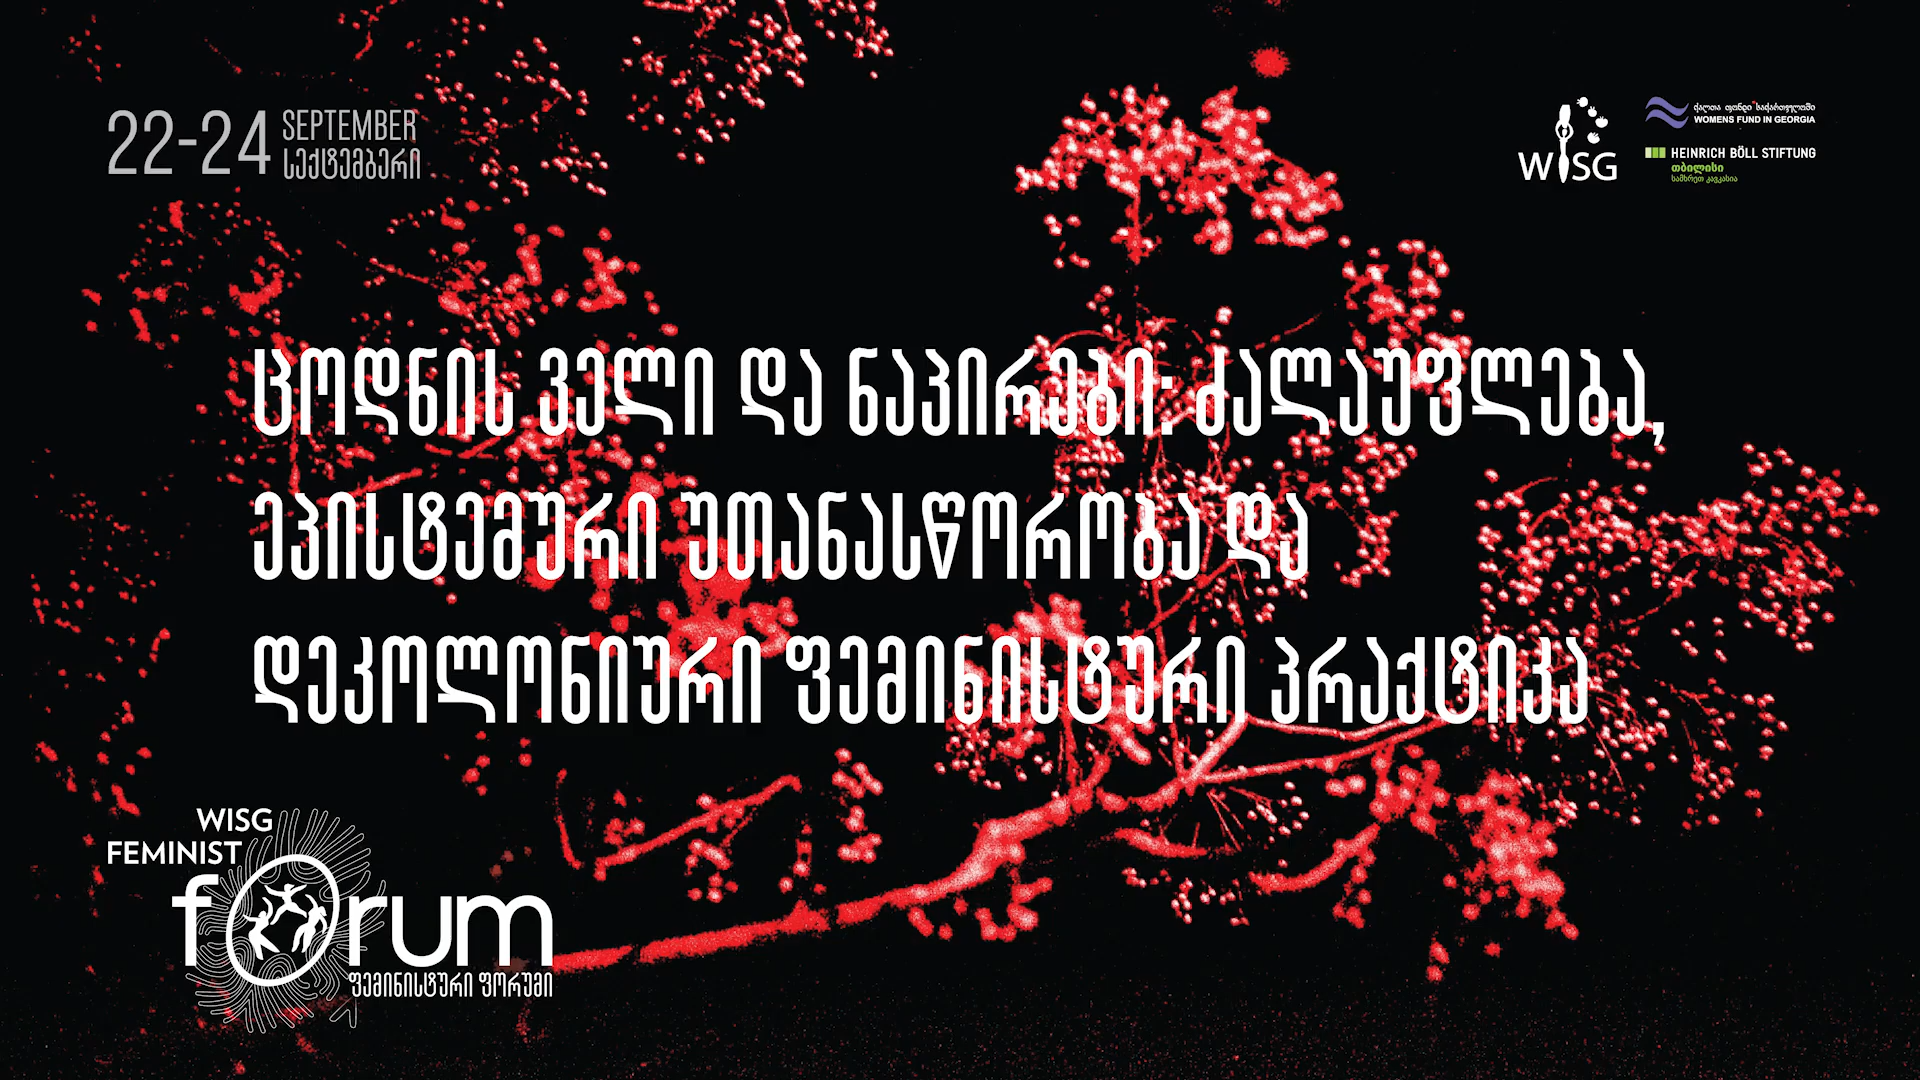 22-24 SEPTEMBER
სექტემბერი
WISG
ქალთა ფონდი საქართველოში
WOMENS FUND IN GEORGIA
HEINRICH BÖLL STIFTUNG
თბილისი
სამხრეთ კავკასია
ცოდნის ველი და ნაპირები: ძალაუფლება,
ეპისტემური უთანასწორობა და
დეკოლონიური ფემინისტური პრაქტიკა
WISG
FEMINIST
forum
ფემინისტური ფორუმი